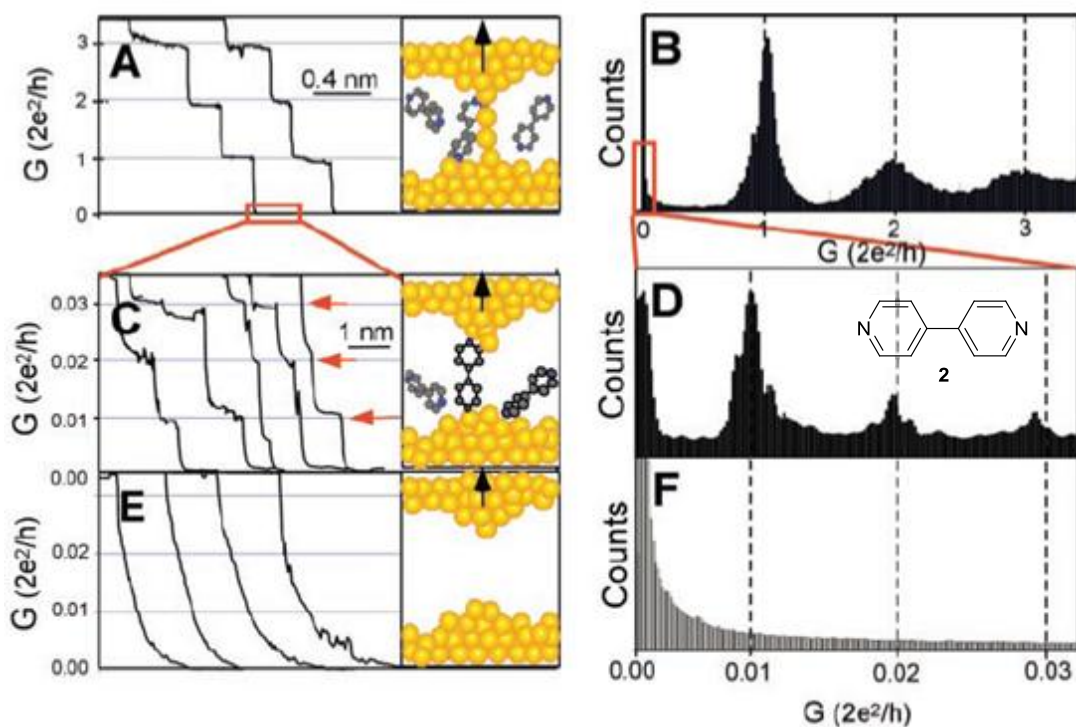 A
G (2e²/h)
3
2
1
0
0.4 nm
B
Counts
0
1
2
3
G (2e²/h)
C
G (2e²/h)
0.03
0.02
0.01
1 nm
D
Counts
N
N
2
E
G (2e²/h)
0.00
0.02
0.01
0.00
F
Counts
0.00
0.01
0.02
0.03
G (2e²/h)